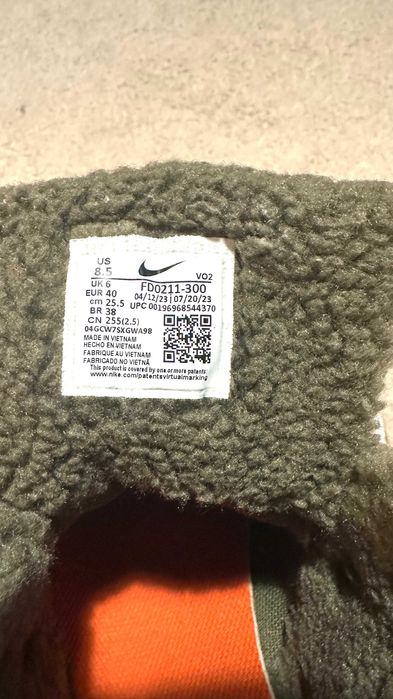 US
8.5
VO2
UK 6
FD0211-300
EUR 40
04/12/23 | 07/20/23
cm 25.5
UPC 00196968544370
BR 38
CN 255(2.5)
04GCW7SXGWA98
MADE IN VIETNAM
HECHO EN VIETNAM
FABRIQUE AU VIETNAM
FABRICADO NO VIETNÃ
This product is covered by one or more patents
www.nike.com/patentsvirtualmarking